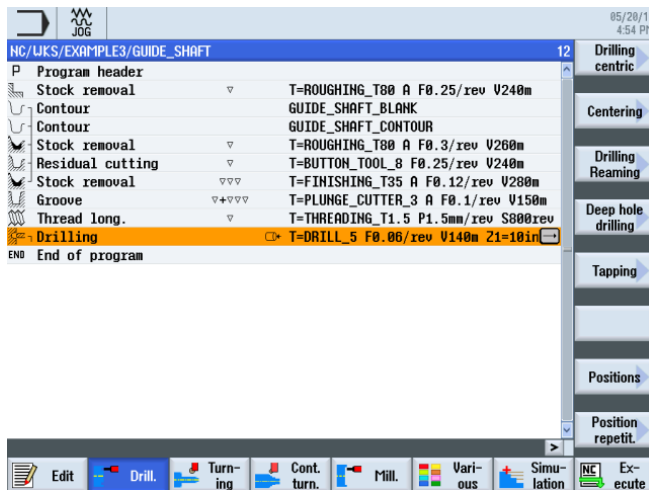 05/20/1
JOG
4:54 PM
NC/WKS/EXAMPLE3/GUIDE_SHAFT 12
P Program header
Stock removal ▽ T=ROUGHING_T80 A F0.25/rev V240m
Contour GUIDE_SHAFT_BLANK
Contour GUIDE_SHAFT_CONTOUR
Stock removal ▽ T=ROUGHING_T80 A F0.3/rev V260m
Residual cutting ▽ T=BUTTON_TOOL_8 F0.25/rev V240m
Stock removal ▽▽▽ T=FINISHING_T35 A F0.12/rev V280m
Groove ▽+▽▽▽ T=PLUNGE_CUTTER_3 A F0.1/rev V150m
Thread long. ▽ T=THREADING_T1.5 P1.5mm/rev S800rev
Drilling T=DRILL_5 F0.06/rev V140m Z1=10in
END End of program
Drilling
centric
Centering
Drilling
Reaming
Deep hole
drilling
Tapping
Positions
Position
repetit.
>
Edit
Drill.
Turn-
ing
Cont.
turn.
Mill.
Vari-
ous
Simu-
lation
NC Ex-
ecute